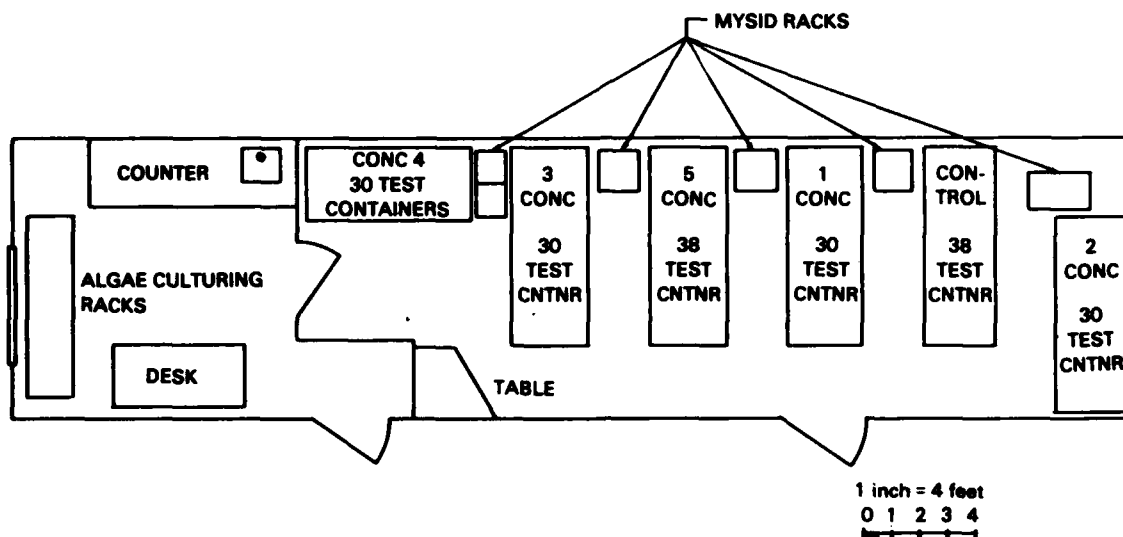 MYSID RACKS
COUNTER
CONC 4
30 TEST
CONTAINERS
3
CONC
30
TEST
CNTNR
5
CONC
38
TEST
CNTNR
1
CONC
30
TEST
CNTNR
CON-
TROL
38
TEST
CNTNR
2
CONC
30
TEST
CNTNR
ALGAE CULTURING
RACKS
DESK
TABLE
1 inch = 4 feet
0 1 2 3 4